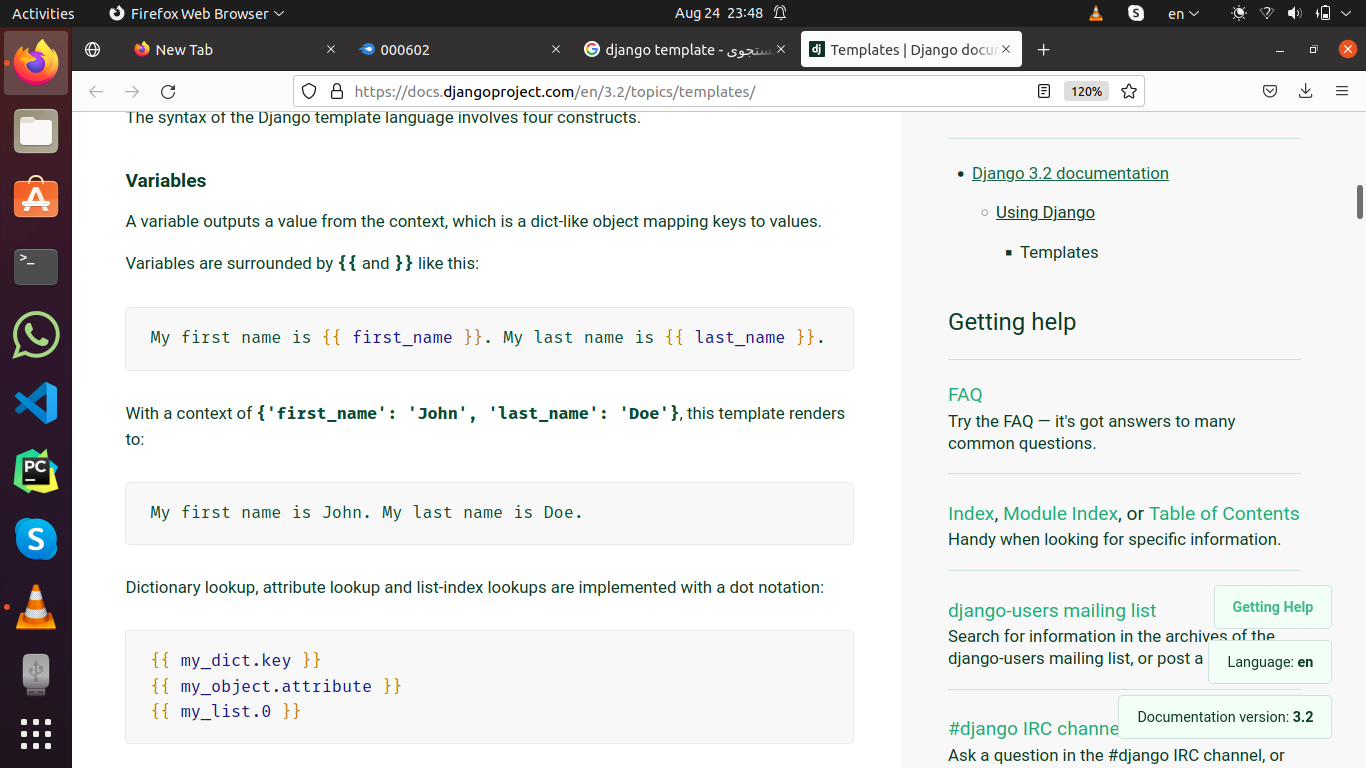 Activities
Firefox Web Browser
Aug 24 23:48
en
New Tab
000602
django template - جستجوی
Templates | Django docu
https://docs.djangoproject.com/en/3.2/topics/templates/
120%
The syntax of the Django template language involves four constructs.
Variables
A variable outputs a value from the context, which is a dict-like object mapping keys to values.
Variables are surrounded by {{ and }} like this:
My first name is {{ first_name }}. My last name is {{ last_name }}.
With a context of {'first_name': 'John', 'last_name': 'Doe'}, this template renders
to:
My first name is John. My last name is Doe.
Dictionary lookup, attribute lookup and list-index lookups are implemented with a dot notation:
{{ my_dict.key }}
{{ my_object.attribute }}
{{ my_list.0 }}
Django 3.2 documentation
Using Django
Templates
Getting help
FAQ
Try the FAQ — it's got answers to many
common questions.
Index, Module Index, or Table of Contents
Handy when looking for specific information.
django-users mailing list
Search for information in the archives of the
django-users mailing list, or post a
#django IRC channe
Ask a question in the #django IRC channel, or
Getting Help
Language: en
Documentation version: 3.2